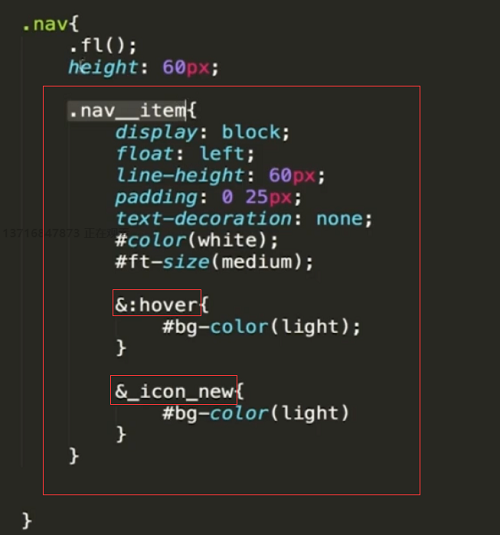 .nav{
.fl();
height: 60px;
.nav__item{
display: block;
float: left;
line-height: 60px;
padding: 0 25px;
text-decoration: none;
#color(white);
#ft-size(medium);
&:hover{
#bg-color(light);
}
&_icon_new{
#bg-color(light)
}
}
}